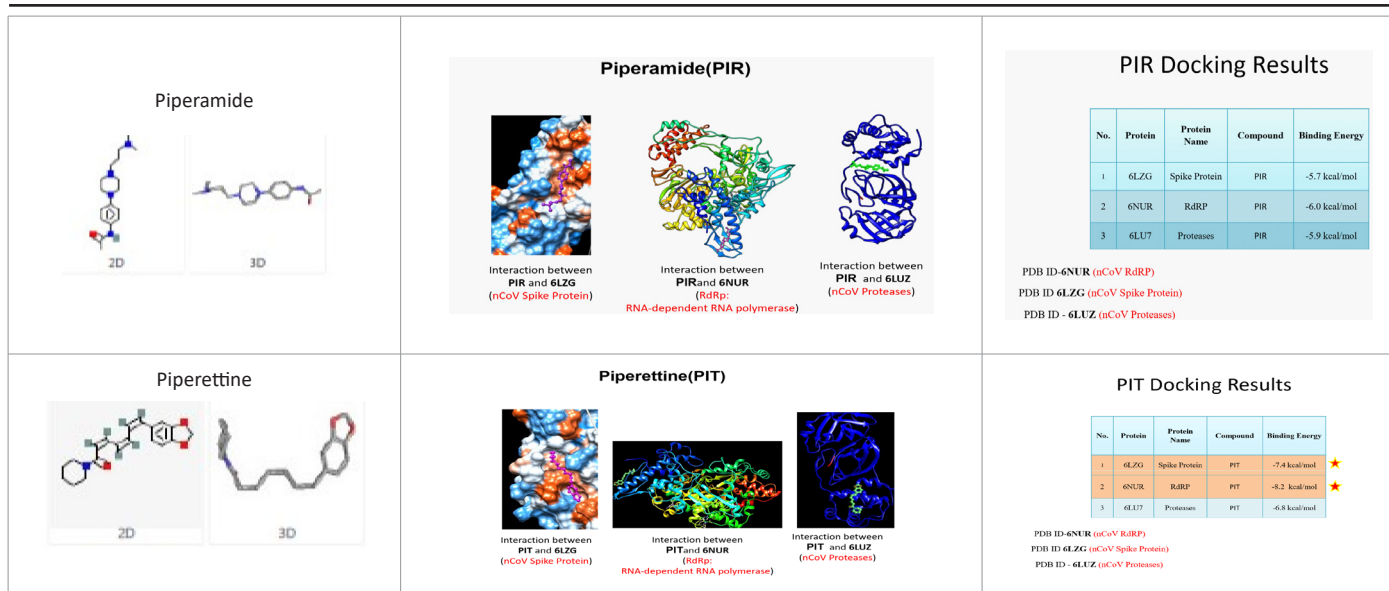 Piperamide
2D
3D
Piperamide(PIR)
Interaction between
PIR and 6LZG
(nCoV Spike Protein)
Interaction between
PIRand 6NUR
(RdRp:
RNA-dependent RNA polymerase)
Interaction between
PIR and 6LUZ
(nCoV Proteases)
PIR Docking Results
No. Protein Protein Name Compound Binding Energy
1 6LZG Spike Protein PIR -5.7 kcal/mol
2 6NUR RdRP PIR -6.0 kcal/mol
3 6LU7 Proteases PIR -5.9 kcal/mol
PDB ID-6NUR (nCoV RdRP)
PDB ID 6LZG (nCoV Spike Protein)
PDB ID - 6LUZ (nCoV Proteases)
Piperettine
2D
3D
Piperettine(PIT)
Interaction between
PIT and 6LZG
(nCoV Spike Protein)
Interaction between
PITand 6NUR
(RdRp:
RNA-dependent RNA polymerase)
Interaction between
PIT and 6LUZ
(nCoV Proteases)
PIT Docking Results
No. Protein Protein Name Compound Binding Energy
1 6LZG Spike Protein PIT -7.4 kcal/mol
2 6NUR RdRP PIT -8.2 kcal/mol
3 6LU7 Proteases PIT -6.8 kcal/mol
PDB ID-6NUR (nCoV RdRP)
PDB ID 6LZG (nCoV Spike Protein)
PDB ID - 6LUZ (nCoV Proteases)